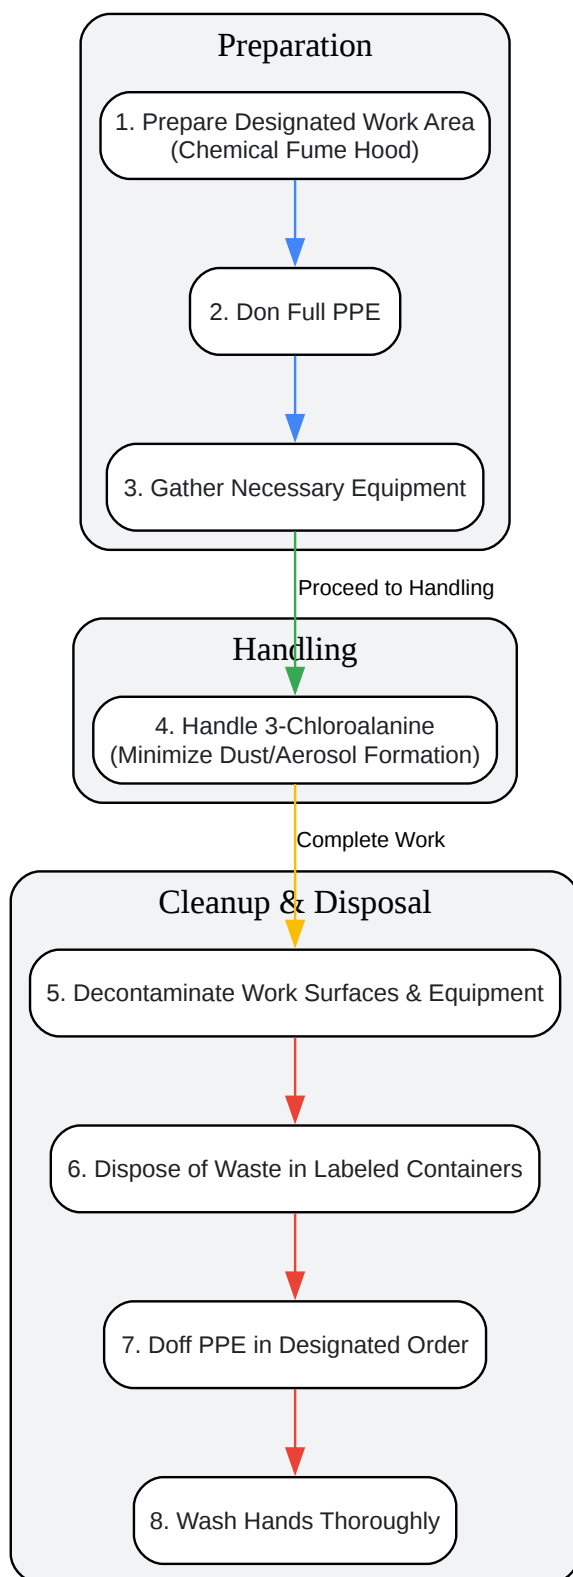 Preparation
1. Prepare Designated Work Area
(Chemical Fume Hood)
2. Don Full PPE
3. Gather Necessary Equipment
Proceed to Handling
Handling
4. Handle 3-Chloroalanine
(Minimize Dust/Aerosol Formation)
Complete Work
Cleanup & Disposal
5. Decontaminate Work Surfaces & Equipment
6. Dispose of Waste in Labeled Containers
7. Doff PPE in Designated Order
8. Wash Hands Thoroughly